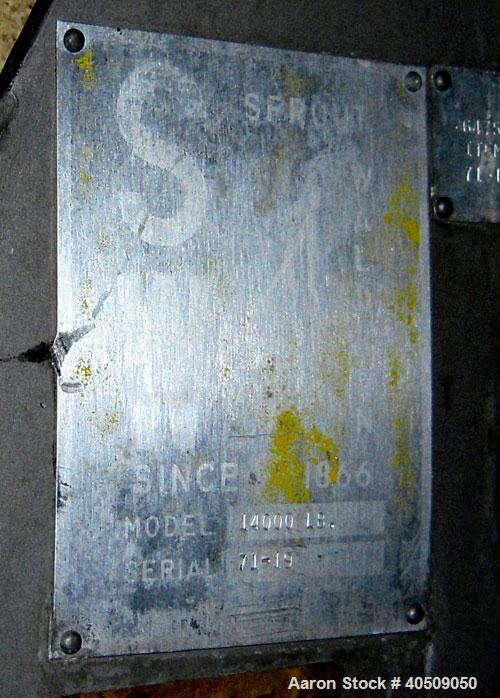 S
SPROUT
W
L
D
N
SINCE 1866
MODEL 14000 LB.
SERIAL 71-19
Aaron Stock # 40509050